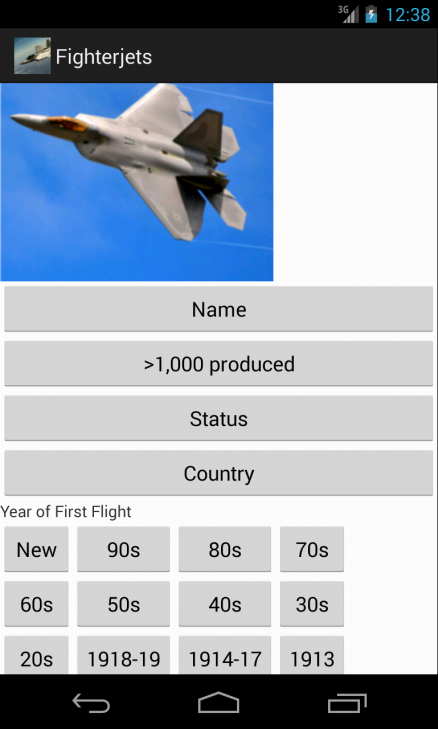 3G 12:38
Fighterjets
Name
>1,000 produced
Status
Country
Year of First Flight
New 90s 80s 70s
60s 50s 40s 30s
20s 1918-19 1914-17 1913